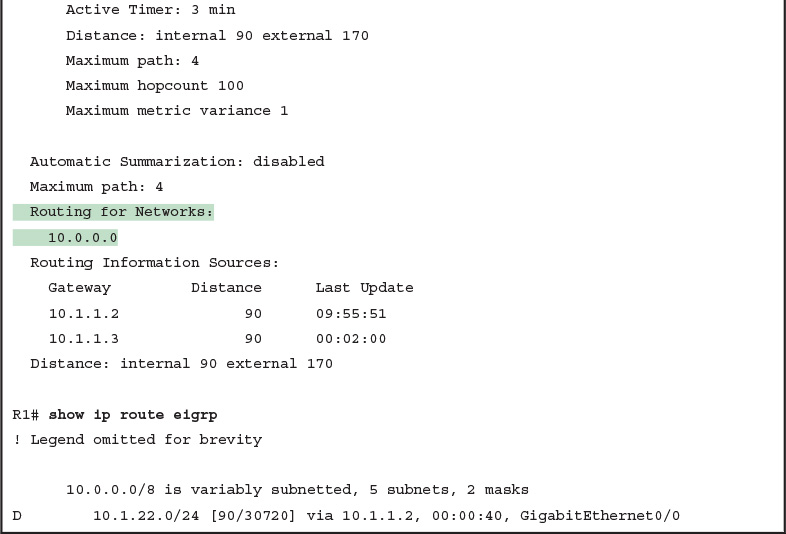 Active Timer: 3 min
Distance: internal 90 external 170
Maximum path: 4
Maximum hopcount 100
Maximum metric variance 1
Automatic Summarization: disabled
Maximum path: 4
Routing for Networks:
10.0.0.0
Routing Information Sources:
Gateway Distance Last Update
10.1.1.2 90 09:55:51
10.1.1.3 90 00:02:00
Distance: internal 90 external 170
R1# show ip route eigrp
! Legend omitted for brevity
10.0.0.0/8 is variably subnetted, 5 subnets, 2 masks
D 10.1.22.0/24 [90/30720] via 10.1.1.2, 00:00:40, GigabitEthernet0/0